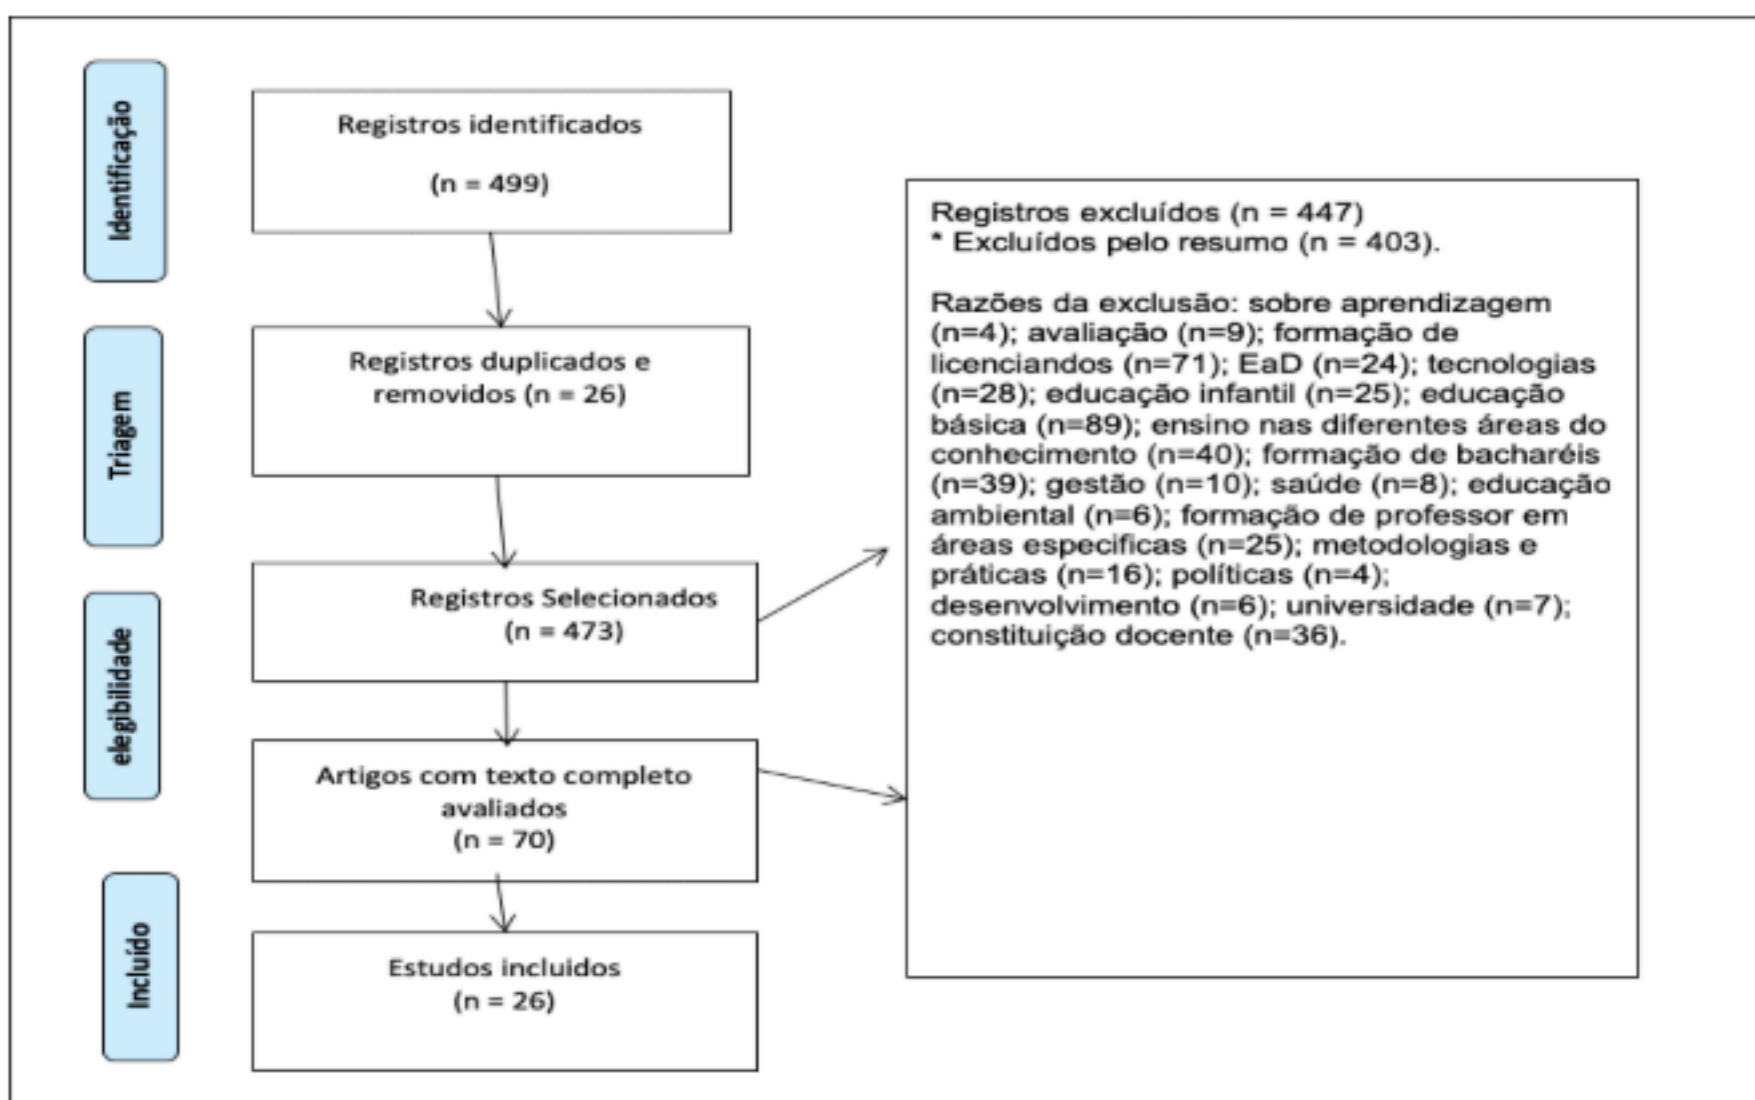 Identificação
Registros identificados
(n = 499)
Triagem
Registros duplicados e
removidos (n = 26)
elegibilidade
Registros Selecionados
(n = 473)
Artigos com texto completo
avaliados
(n = 70)
Incluído
Estudos incluidos
(n = 26)
Registros excluídos (n = 447)
* Excluídos pelo resumo (n = 403).
Razões da exclusão: sobre aprendizagem
(n=4); avaliação (n=9); formação de
licenciandos (n=71); EaD (n=24); tecnologias
(n=28); educação infantil (n=25); educação
básica (n=89); ensino nas diferentes áreas do
conhecimento (n=40); formação de bacharéis
(n=39); gestão (n=10); saúde (n=8); educação
ambiental (n=6); formação de professor em
áreas especificas (n=25); metodologias e
práticas (n=16); políticas (n=4);
desenvolvimento (n=6); universidade (n=7);
constituição docente (n=36).